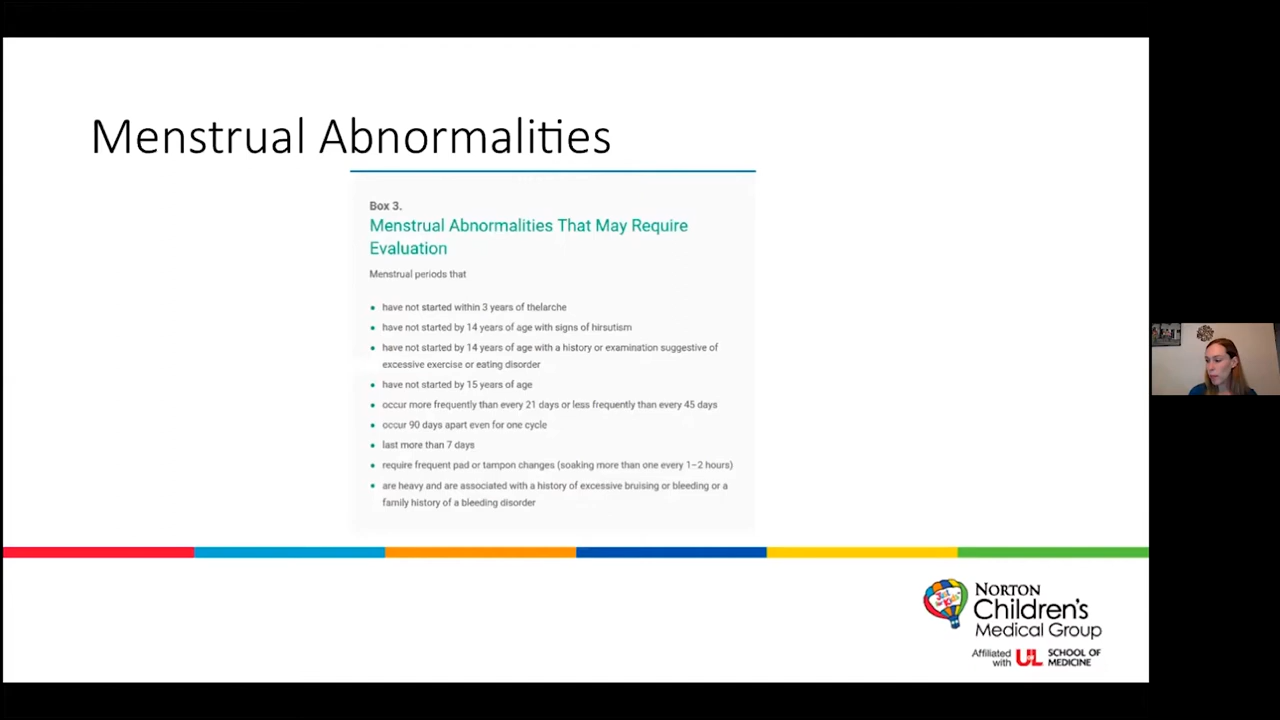 Menstrual Abnormalities
Box 3.
Menstrual Abnormalities That May Require
Evaluation
Menstrual periods that
• have not started within 3 years of thelarche
• have not started by 14 years of age with signs of hirsutism
• have not started by 14 years of age with a history or examination suggestive of
excessive exercise or eating disorder
• have not started by 15 years of age
• occur more frequently than every 21 days or less frequently than every 45 days
• occur 90 days apart even for one cycle
• last more than 7 days
• require frequent pad or tampon changes (soaking more than one every 1–2 hours)
• are heavy and are associated with a history of excessive bruising or bleeding or a
family history of a bleeding disorder
Just for Kids
NORTON
Children's
Medical Group
Affiliated
with
UL
SCHOOL OF
MEDICINE